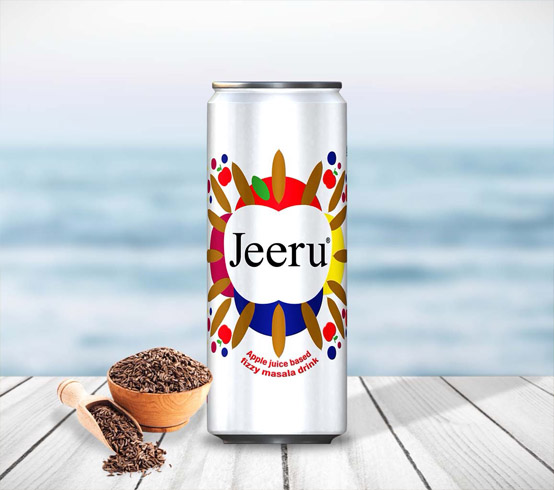 Jeeru®
Apple juice based
fizzy masala drink